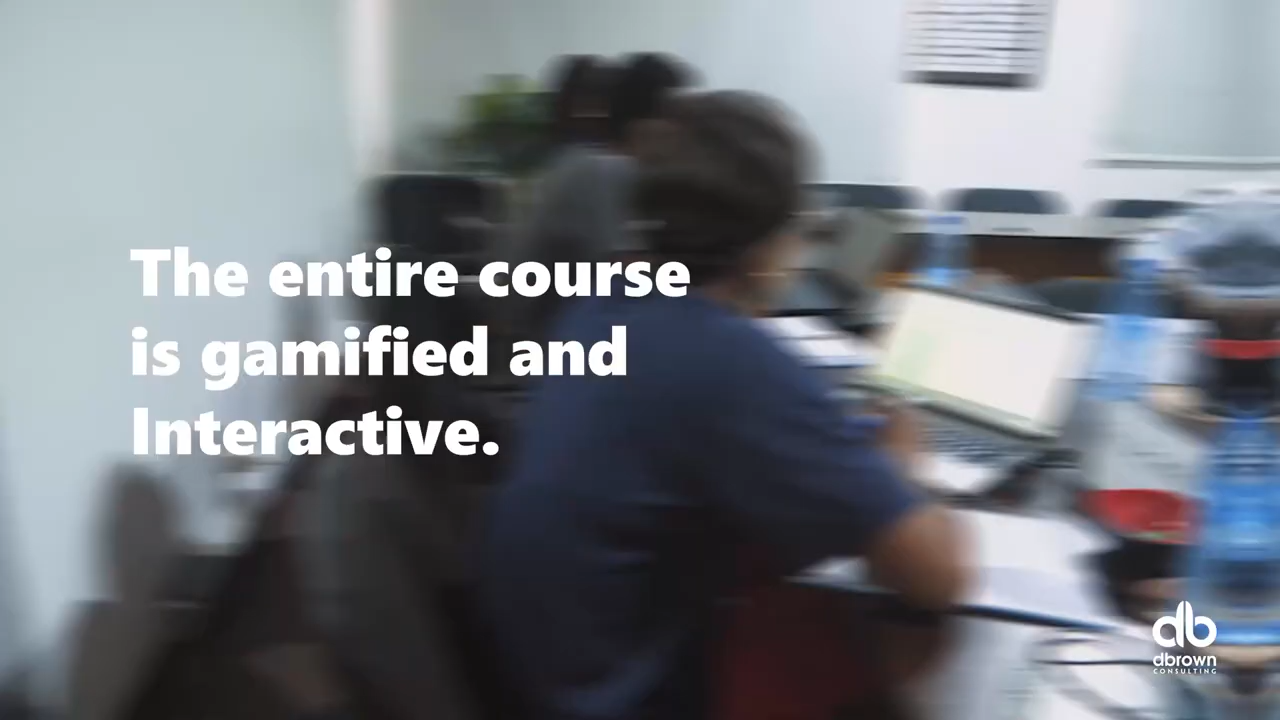 The entire course
is gamified and
Interactive.
db
dbrown
CONSULTING